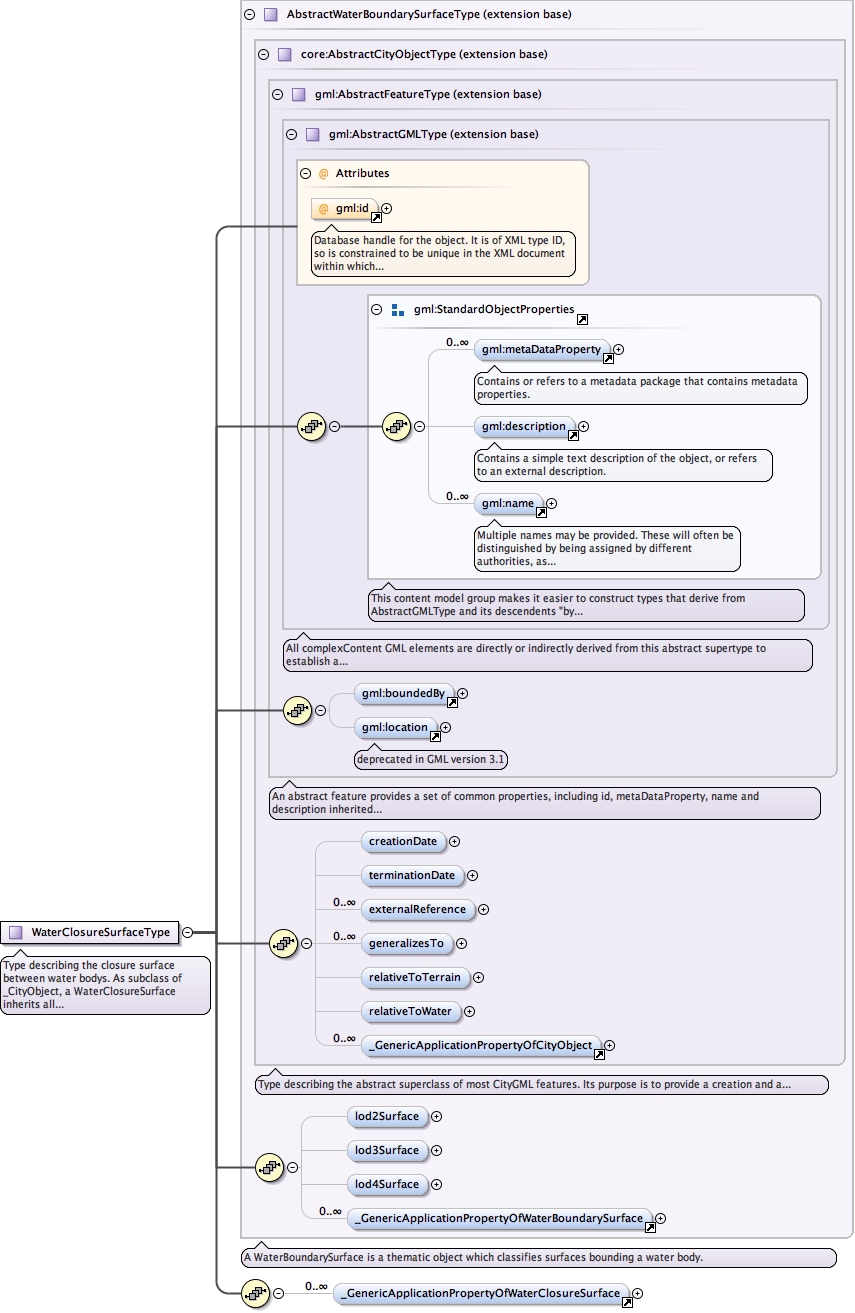 AbstractWaterBoundarySurfaceType (extension base)
core:AbstractCityObjectType (extension base)
gml:AbstractFeatureType (extension base)
gml:AbstractGMLType (extension base)
@ Attributes
@ gml:id
Database handle for the object. It is of XML type ID,
so is constrained to be unique in the XML document
within which...
gml:StandardObjectProperties
0..∞
gml:metaDataProperty
Contains or refers to a metadata package that contains metadata
properties.
gml:description
Contains a simple text description of the object, or refers
to an external description.
0..∞
gml:name
Multiple names may be provided. These will often be
distinguished by being assigned by different
authorities, as...
This content model group makes it easier to construct types that derive from
AbstractGMLType and its descendents "by...
All complexContent GML elements are directly or indirectly derived from this abstract supertype to
establish a...
gml:boundedBy
gml:location
deprecated in GML version 3.1
An abstract feature provides a set of common properties, including id, metaDataProperty, name and
description inherited...
creationDate
terminationDate
0..∞
externalReference
0..∞
generalizesTo
relativeToTerrain
relativeToWater
0..∞
_GenericApplicationPropertyOfCityObject
WaterClosureSurfaceType
Type describing the closure surface
between water bodys. As subclass of
_CityObject, a WaterClosureSurface
inherits all...
Type describing the abstract superclass of most CityGML features. Its purpose is to provide a creation and a...
lod2Surface
lod3Surface
lod4Surface
0..∞
_GenericApplicationPropertyOfWaterBoundarySurface
A WaterBoundarySurface is a thematic object which classifies surfaces bounding a water body.
0..∞
_GenericApplicationPropertyOfWaterClosureSurface